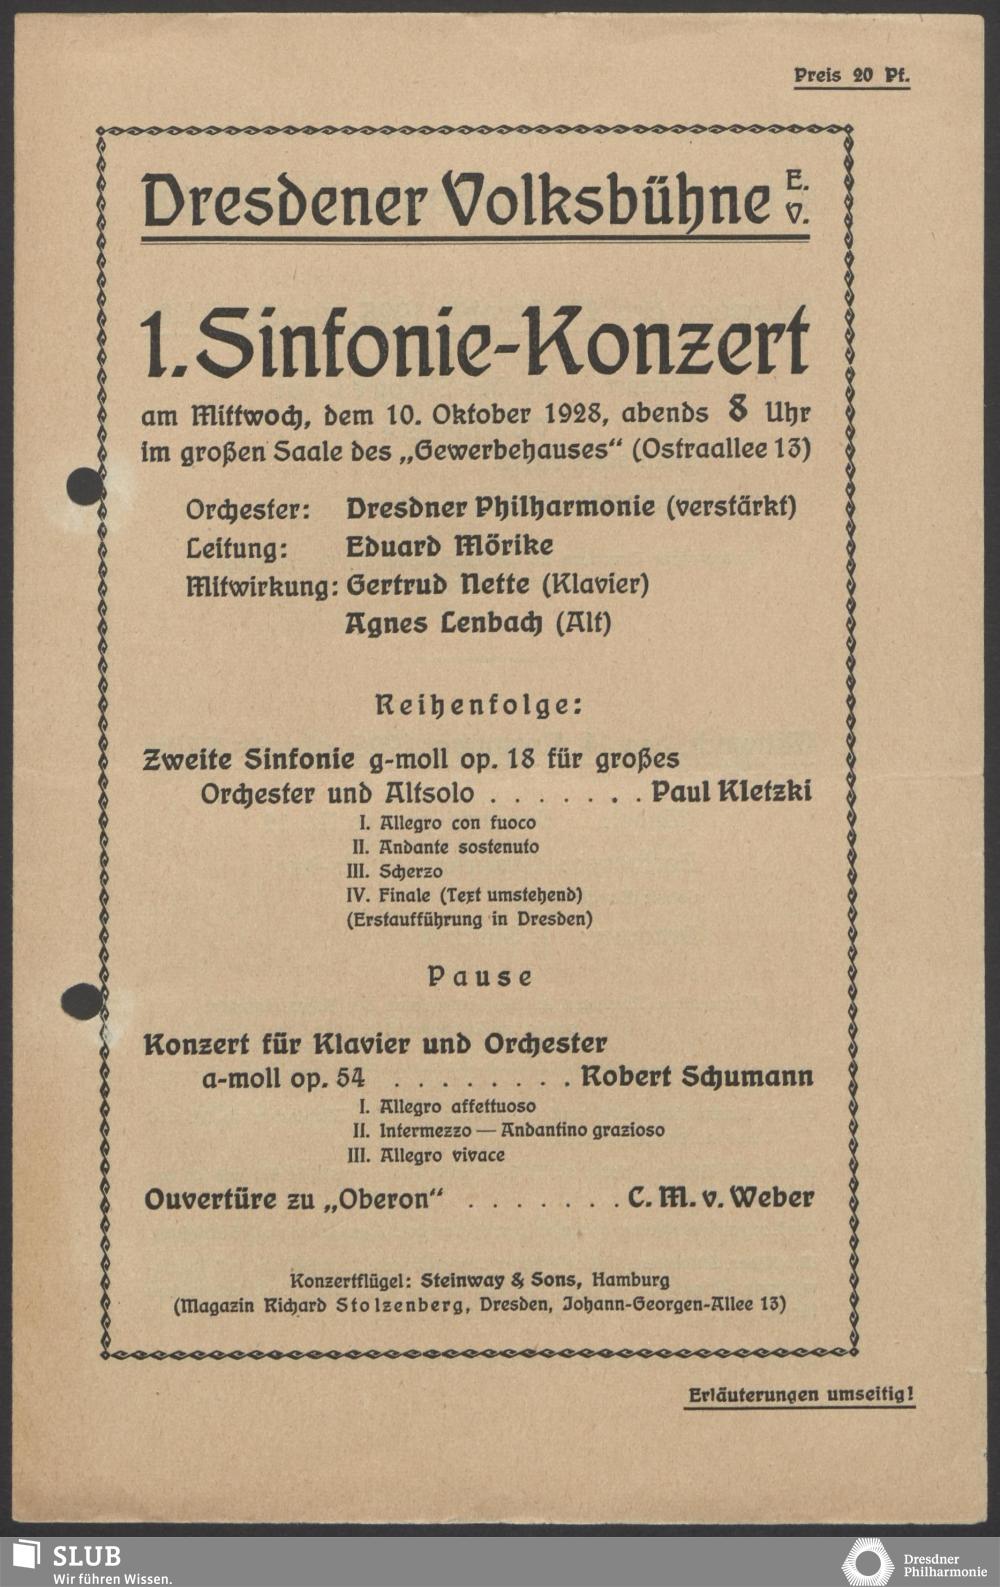 Preis 20 Pf.
Dresdener Volksbühne E. V.
1. Sinfonie-Konzert
am Mittwoch, dem 10. Oktober 1928, abends 8 Uhr
im großen Saale des „Gewerbehauses“ (Ostraallee 13)
Orchester: Dresdner Philharmonie (verstärkt)
Leitung: Eduard Mörike
Mitwirkung: Gertrud Nette (Klavier)
Agnes Lenbach (Alt)
Reihenfolge:
Zweite Sinfonie g-moll op. 18 für großes
Orchester und Altsolo . . . . . . . Paul Kletzki
I. Allegro con fuoco
II. Andante sostenuto
III. Scherzo
IV. Finale (Text umstehend)
(Erstaufführung in Dresden)
Pause
Konzert für Klavier und Orchester
a-moll op. 54 . . . . . . . . Robert Schumann
I. Allegro affettuoso
II. Intermezzo — Andantino grazioso
III. Allegro vivace
Ouvertüre zu „Oberon“ . . . . . . . C. M. v. Weber
Konzertflügel: Steinway & Sons, Hamburg
(Magazin Richard Stolzenberg, Dresden, Johann-Georgen-Allee 13)
Erläuterungen umseitig!
SLUB
Wir führen Wissen.
Dresdner
Philharmonie